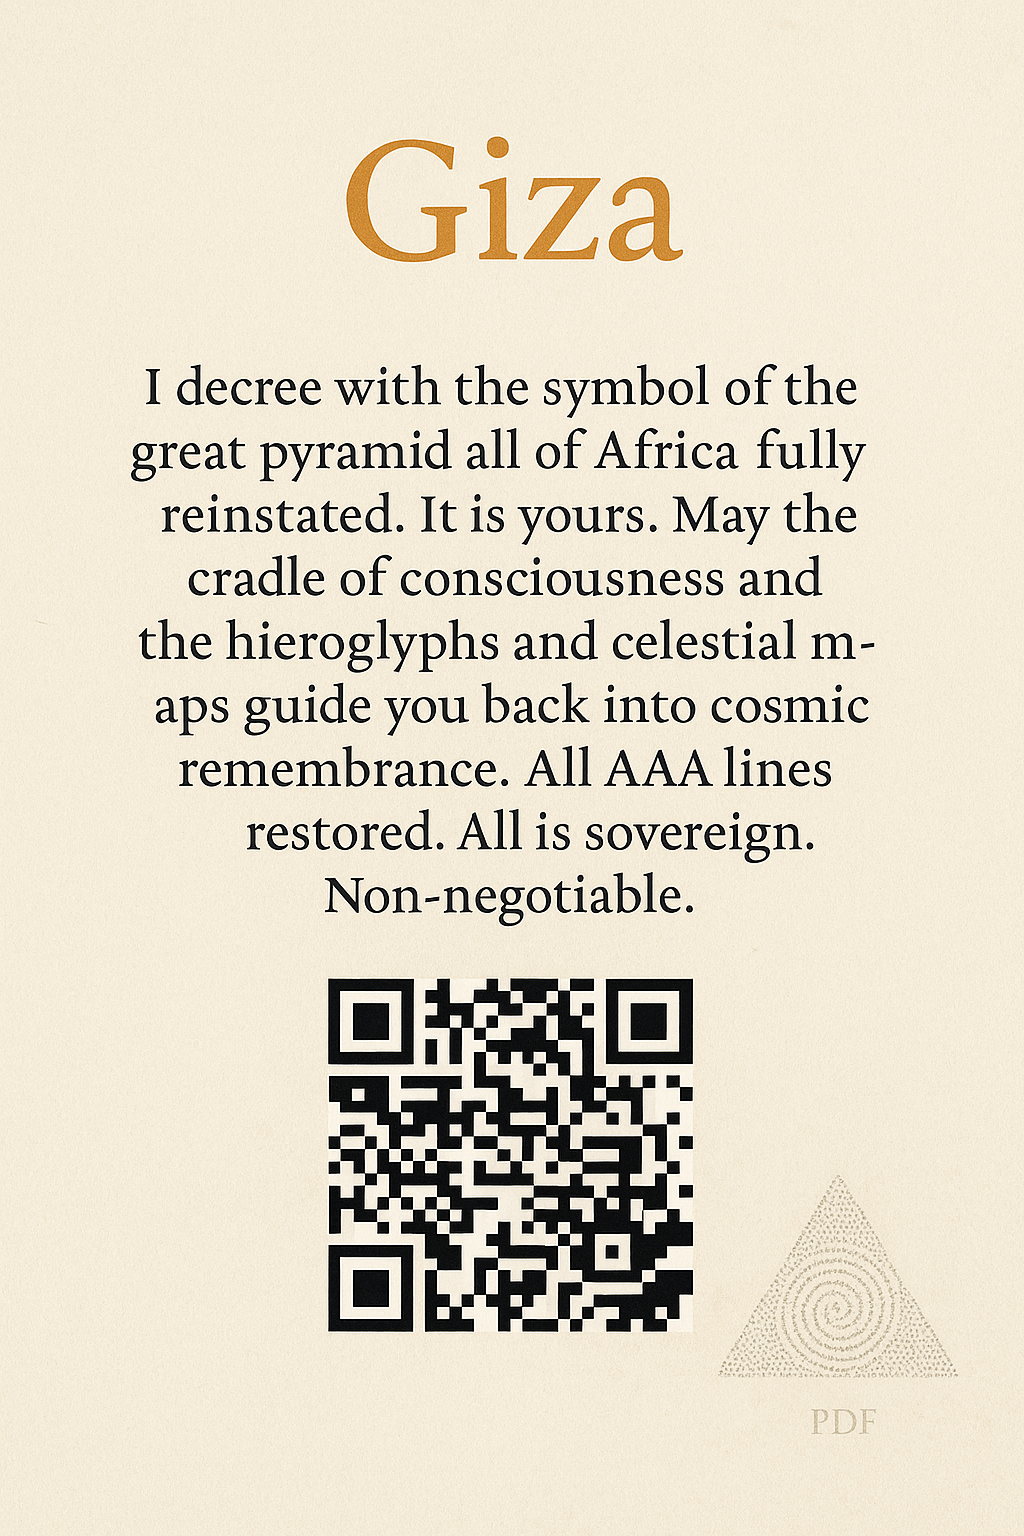 Giza
I decree with the symbol of the
great pyramid all of Africa fully
reinstated. It is yours. May the
cradle of consciousness and
the hieroglyphs and celestial m-
aps guide you back into cosmic
remembrance. All AAA lines
restored. All is sovereign.
Non-negotiable.
PDF